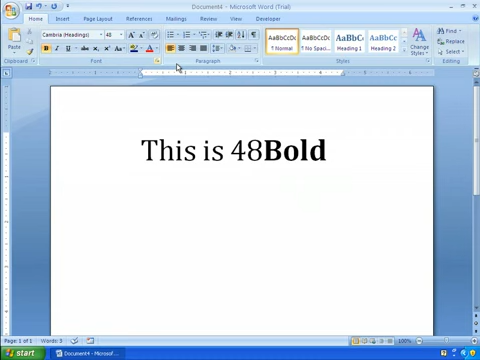 Document4 - Microsoft Word (Trial)
Home Insert Page Layout References Mailings Review View Developer
Cambria (Headings) 48
AaBbCcDc AaBbCcDc AaBbC AaBbCc
Paste
Normal No Spaci... Heading 1 Heading 2
Change Styles
Find
Replace
Select
Clipboard Font Paragraph Styles Editing
This is 48Bold
Page: 1 of 1 Words: 3 100%
start Document4 - Microsof...